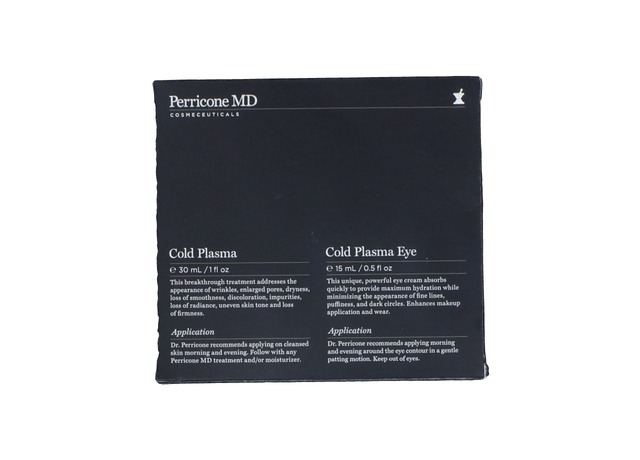 Perricone MD
COSMECEUTICALS
Cold Plasma
℮ 30 mL / 1 fl oz
This breakthrough treatment addresses the
appearance of wrinkles, enlarged pores, dryness,
loss of smoothness, discoloration, impurities,
loss of radiance, uneven skin tone and loss
of firmness.
Application
Dr. Perricone recommends applying on cleansed
skin morning and evening. Follow with any
Perricone MD treatment and/or moisturizer.
Cold Plasma Eye
℮ 15 mL / 0.5 fl oz
This unique, powerful eye cream absorbs
quickly to provide maximum hydration while
minimizing the appearance of fine lines,
puffiness, and dark circles. Enhances makeup
application and wear.
Application
Dr. Perricone recommends applying morning
and evening around the eye contour in a gentle
patting motion. Keep out of eyes.